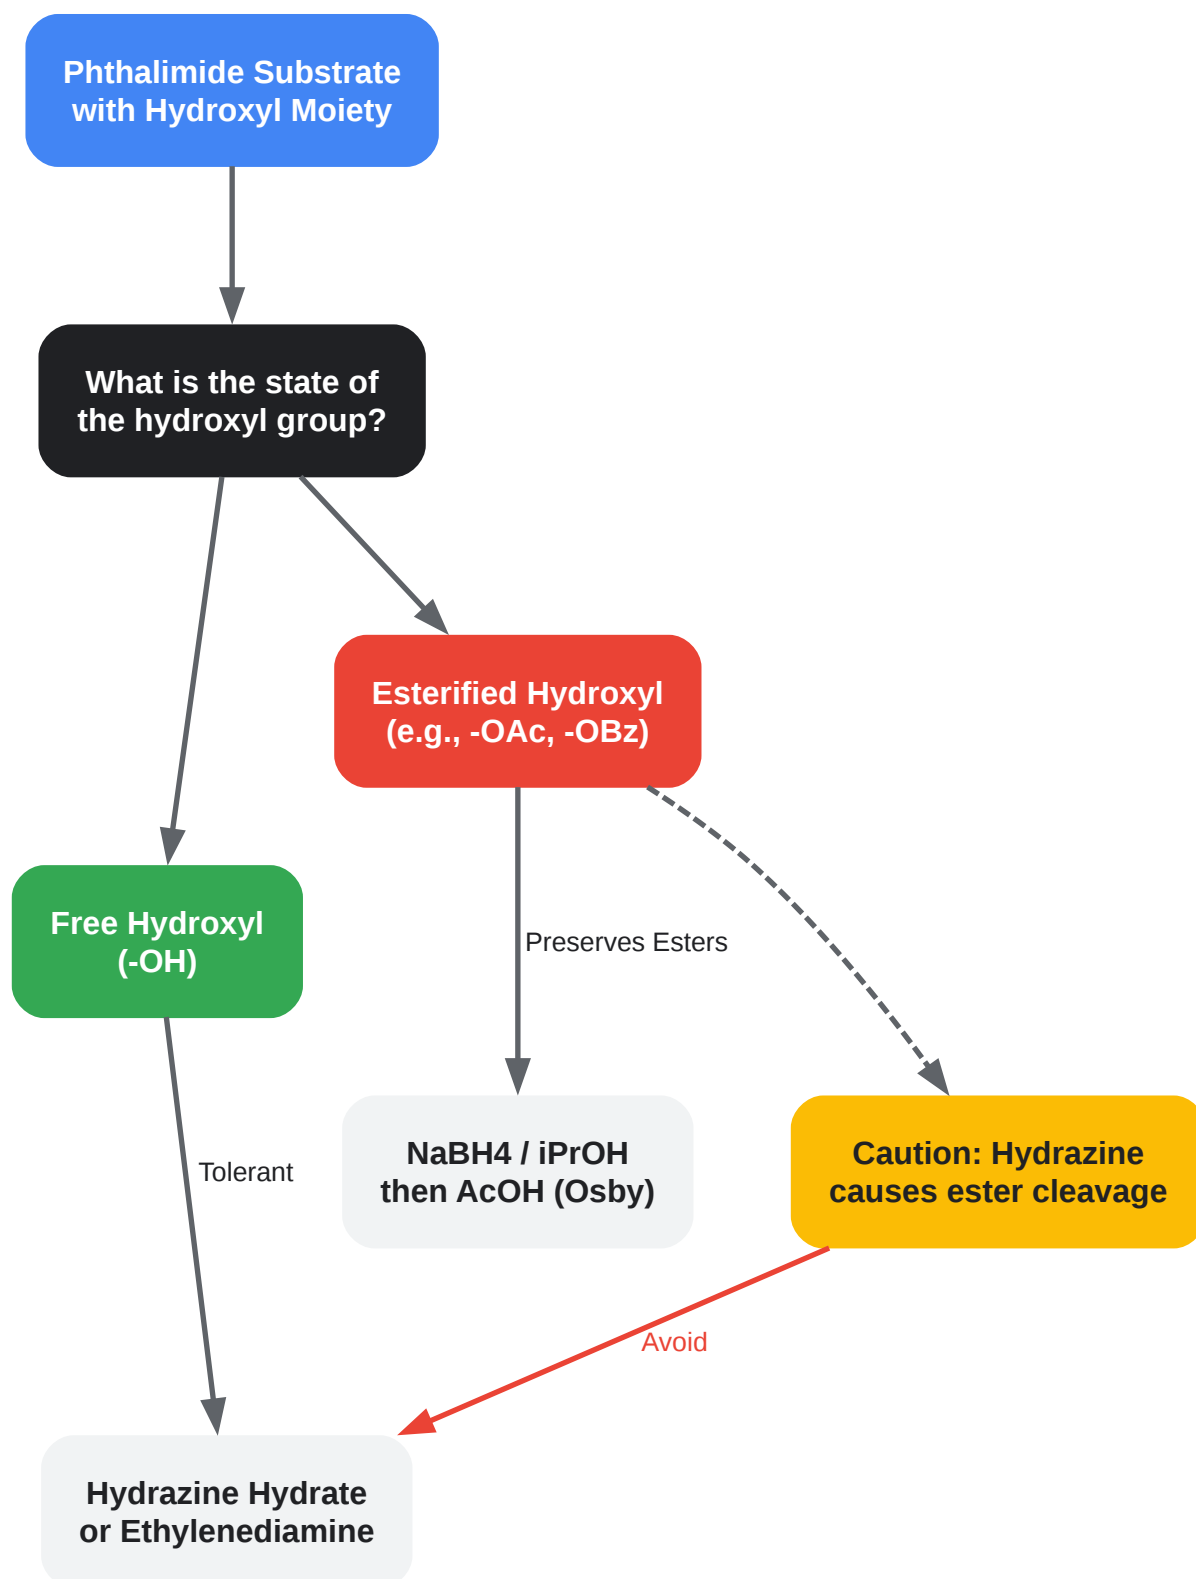 Phthalimide Substrate
with Hydroxyl Moiety
What is the state of
the hydroxyl group?
Esterified Hydroxyl
(e.g., -OAc, -OBz)
Free Hydroxyl
(-OH)
Preserves Esters
Tolerant
NaBH4 / iPrOH
then AcOH (Osby)
Caution: Hydrazine
causes ester cleavage
Avoid
Hydrazine Hydrate
or Ethylenediamine